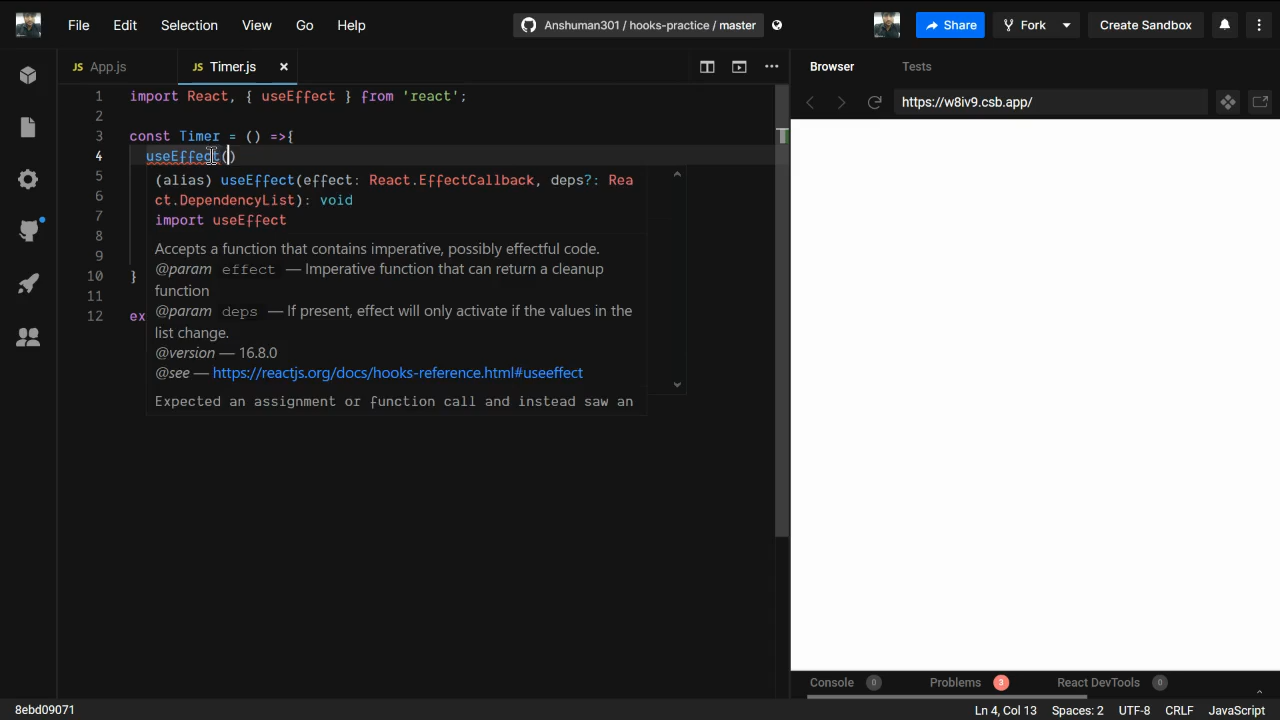 File Edit Selection View Go Help
Anshuman301 / hooks-practice / master
Share Fork Create Sandbox
JS App.js JS Timer.js ×
Browser Tests
https://w8iv9.csb.app/
1 import React, { useEffect } from 'react';
2
3 const Timer = () =>{
4 useEffect()
5
6
7
8
9
10 }
11
12 ex
(alias) useEffect(effect: React.EffectCallback, deps?: Rea
ct.DependencyList): void
import useEffect
Accepts a function that contains imperative, possibly effectful code.
@param effect — Imperative function that can return a cleanup
function
@param deps — If present, effect will only activate if the values in the
list change.
@version — 16.8.0
@see — https://reactjs.org/docs/hooks-reference.html#useeffect
Expected an assignment or function call and instead saw an
Console 0 Problems 3 React DevTools 0
8ebd09071 Ln 4, Col 13 Spaces: 2 UTF-8 CRLF JavaScript